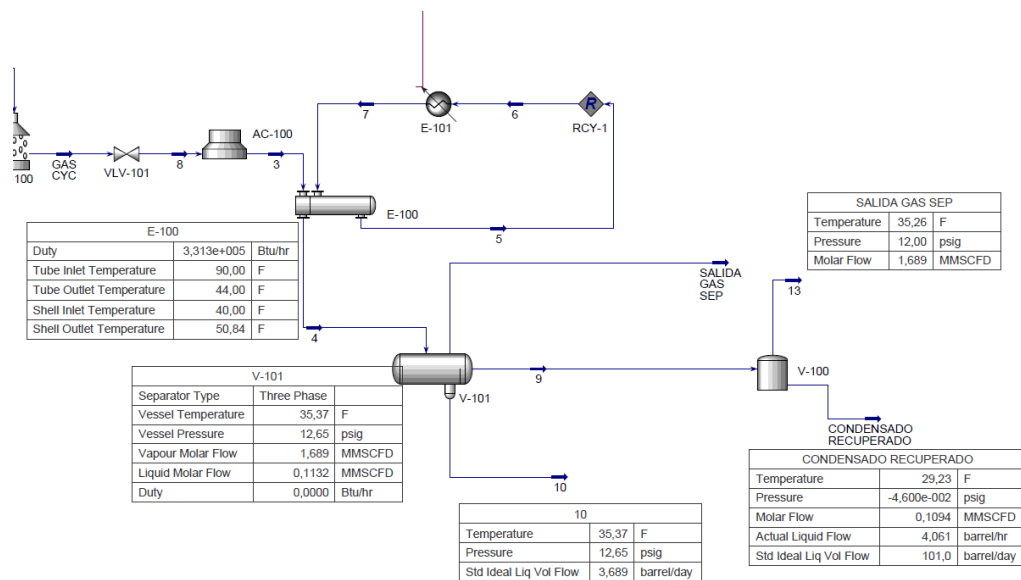 7
E-101
6
RCY-1
AC-100
100
GAS
CYC
VLV-101
8
3
E-100
5
E-100
Duty 3,313e+005 Btu/hr
Tube Inlet Temperature 90,00 F
Tube Outlet Temperature 44,00 F
Shell Inlet Temperature 40,00 F
Shell Outlet Temperature 50,84 F
SALIDA GAS SEP
Temperature 35,26 F
Pressure 12,00 psig
Molar Flow 1,689 MMSCFD
SALIDA
GAS
SEP
13
4
V-101
9
V-100
V-101
Separator Type Three Phase
Vessel Temperature 35,37 F
Vessel Pressure 12,65 psig
Vapour Molar Flow 1,689 MMSCFD
Liquid Molar Flow 0,1132 MMSCFD
Duty 0,0000 Btu/hr
CONDENSADO
RECUPERADO
10
10
Temperature 35,37 F
Pressure 12,65 psig
Std Ideal Liq Vol Flow 3,689 barrel/day
CONDENSADO RECUPERADO
Temperature 29,23 F
Pressure -4,600e-002 psig
Molar Flow 0,1094 MMSCFD
Actual Liquid Flow 4,061 barrel/hr
Std Ideal Liq Vol Flow 101,0 barrel/day
R